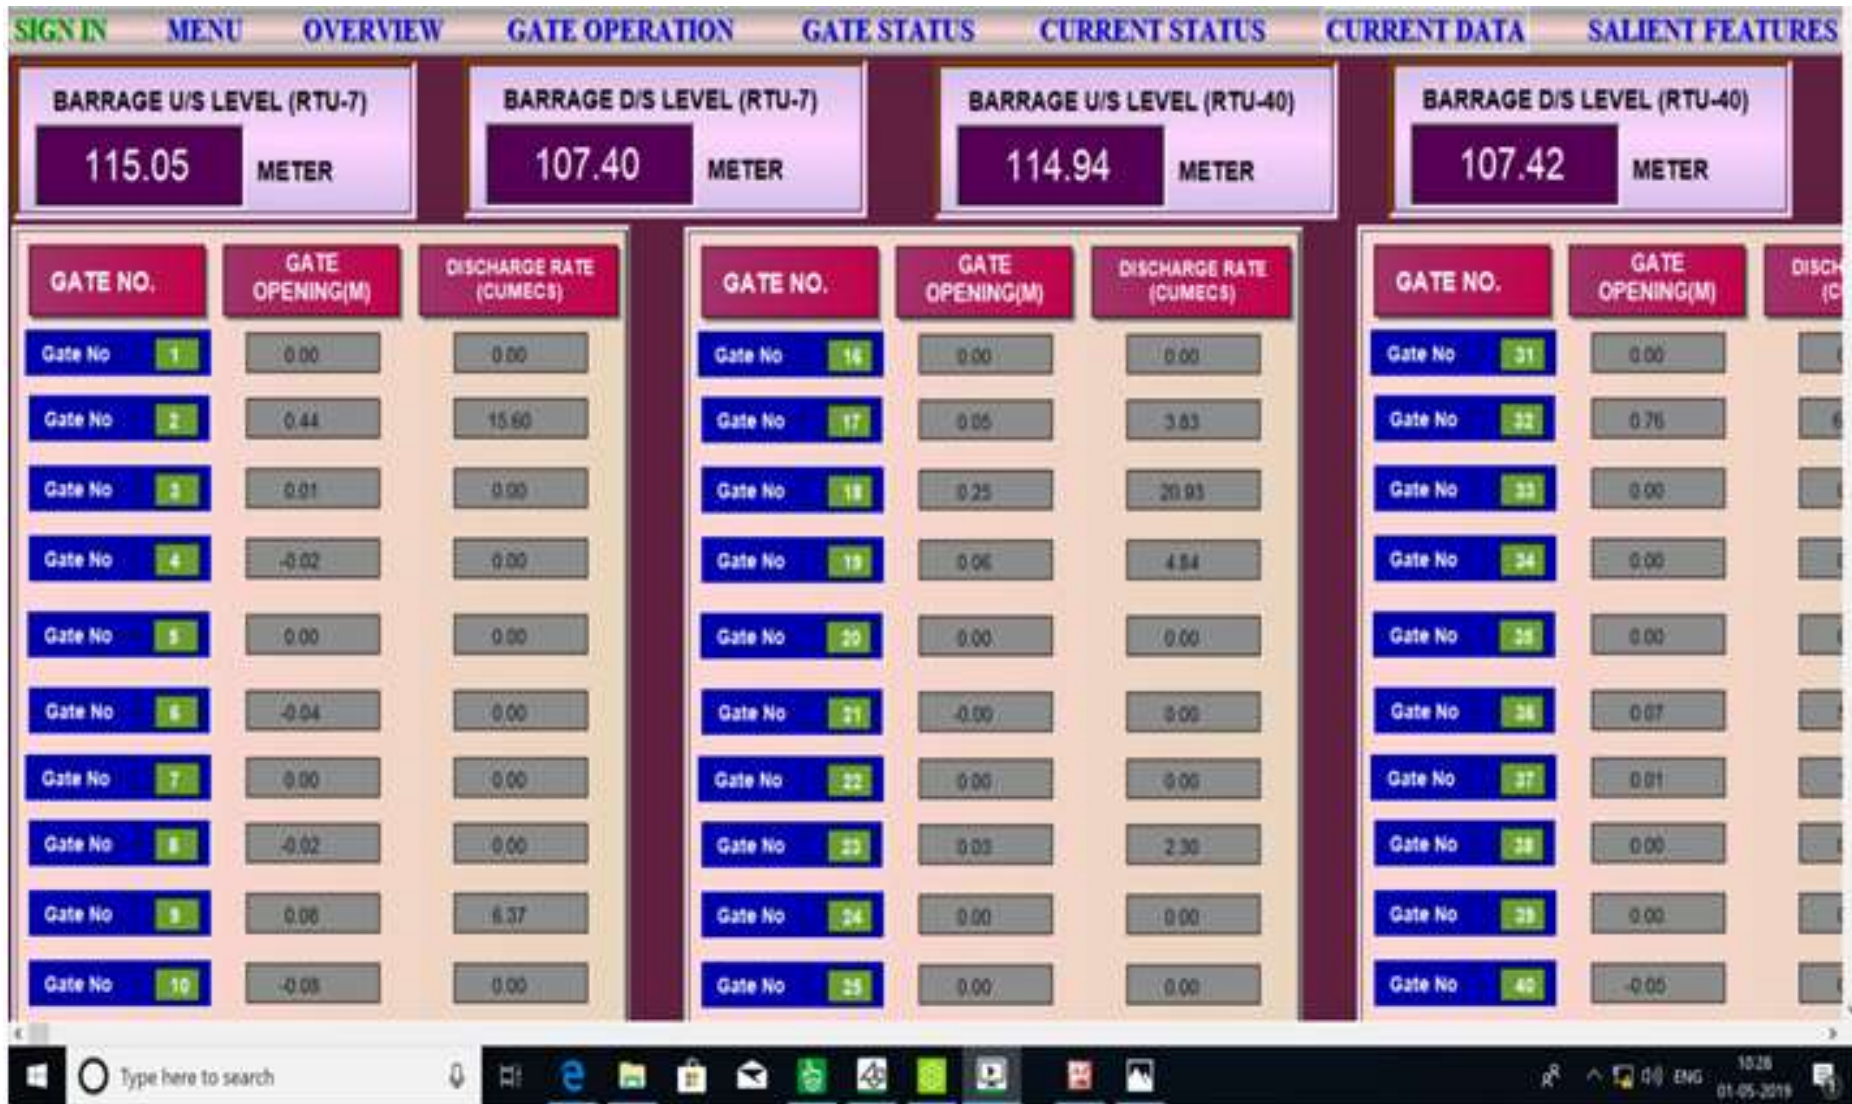 SIGN IN MENU OVERVIEW GATE OPERATION GATE STATUS CURRENT STATUS CURRENT DATA SALIENT FEATURES
BARRAGE U/S LEVEL (RTU-7) BARRAGE D/S LEVEL (RTU-7) BARRAGE U/S LEVEL (RTU-40) BARRAGE D/S LEVEL (RTU-40)
115.05 METER 107.40 METER 114.94 METER 107.42 METER
GATE NO. GATE OPENING(M) DISCHARGE RATE (CUMECS) GATE NO. GATE OPENING(M) DISCHARGE RATE (CUMECS) GATE NO. GATE OPENING(M)
Gate No 1 0.00 0.00 Gate No 16 0.00 0.00 Gate No 31 0.00
Gate No 2 0.44 15.60 Gate No 17 0.05 3.83 Gate No 32 0.76
Gate No 3 0.01 0.00 Gate No 18 0.25 20.93 Gate No 33 0.00
Gate No 4 -0.02 0.00 Gate No 19 0.06 4.84 Gate No 34 0.00
Gate No 5 0.00 0.00 Gate No 20 0.00 0.00 Gate No 35 0.00
Gate No 6 -0.04 0.00 Gate No 21 -0.00 0.00 Gate No 36 0.07
Gate No 7 0.00 0.00 Gate No 22 0.00 0.00 Gate No 37 0.01
Gate No 8 -0.02 0.00 Gate No 23 0.03 2.30 Gate No 38 0.00
Gate No 9 0.08 6.37 Gate No 24 0.00 0.00 Gate No 39 0.00
Gate No 10 0.00 Gate No 25 0.00 0.00 Gate No 40 -0.05
Type here to search ENG 10:26
01-05-2019